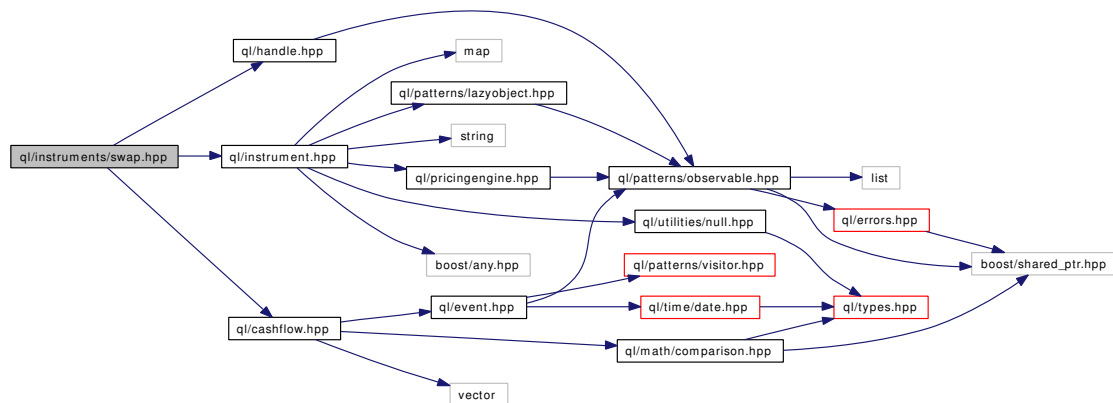 ql/handle.hpp
map
ql/patterns/lazyobject.hpp
string
ql/instruments/swap.hpp
ql/instrument.hpp
ql/pricingengine.hpp
ql/patterns/observable.hpp
list
ql/utilities/null.hpp
ql/errors.hpp
boost/any.hpp
ql/patterns/visitor.hpp
boost/shared_ptr.hpp
ql/event.hpp
ql/time/date.hpp
ql/types.hpp
ql/cashflow.hpp
ql/math/comparison.hpp
vector